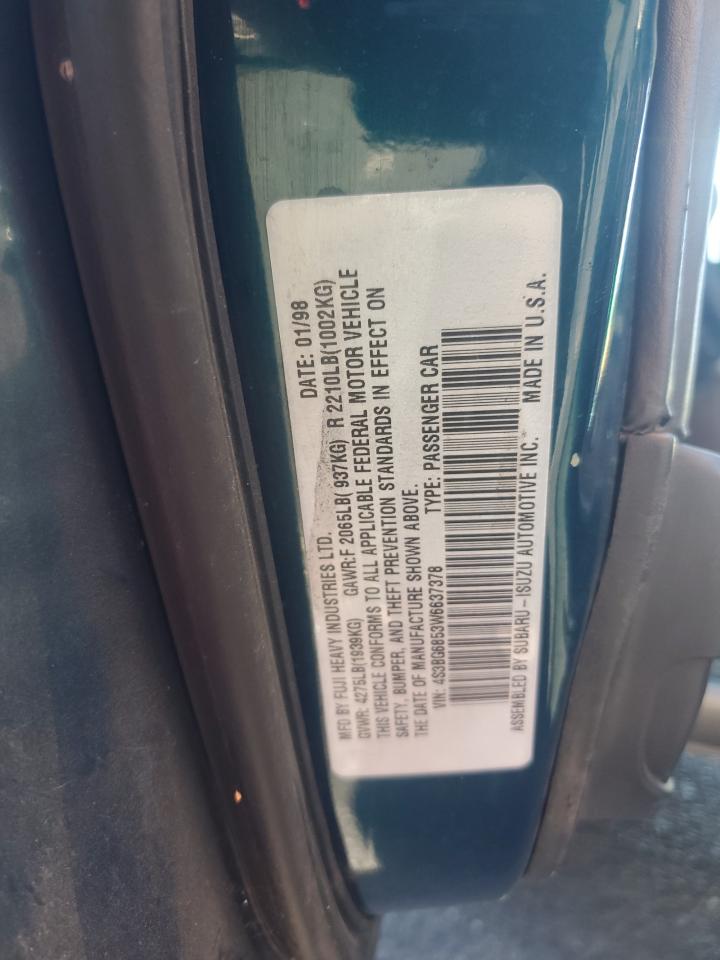 MFD BY FUJI HEAVY INDUSTRIES LTD. DATE: 01/98
GVWR: 4275LB(1939KG) GAWR:F 2065LB( 937KG) R 2210LB(1002KG)
THIS VEHICLE CONFORMS TO ALL APPLICABLE FEDERAL MOTOR VEHICLE
SAFETY, BUMPER, AND THEFT PREVENTION STANDARDS IN EFFECT ON
THE DATE OF MANUFACTURE SHOWN ABOVE.
VIN: 4S3BG6853W6637378 TYPE: PASSENGER CAR
ASSEMBLED BY SUBARU-ISUZU AUTOMOTIVE INC. MADE IN U.S.A.